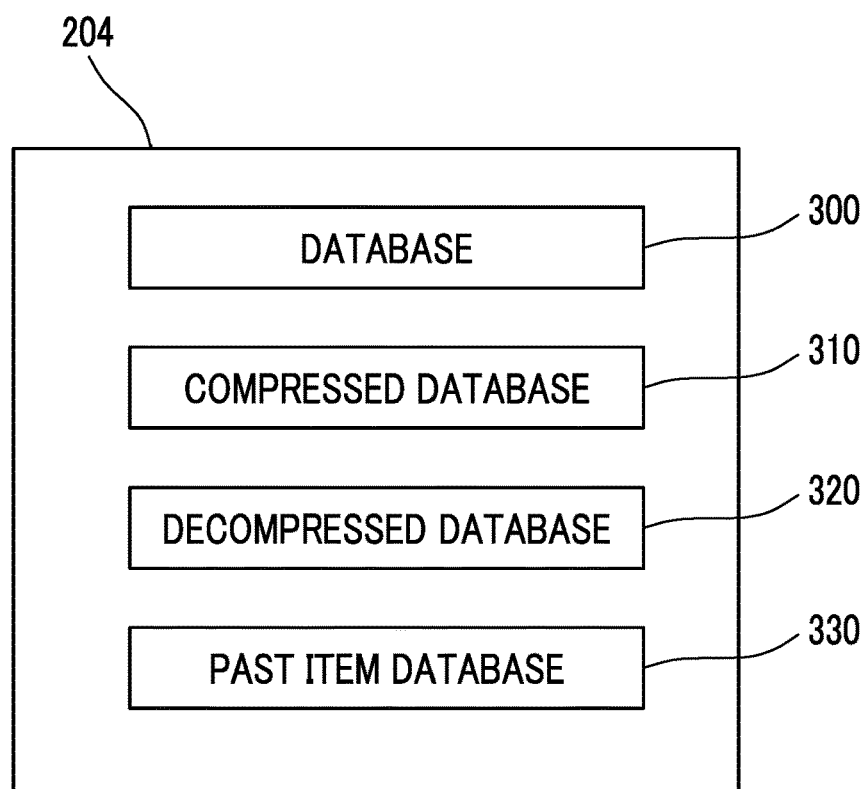 204
DATABASE
300
COMPRESSED DATABASE
310
DECOMPRESSED DATABASE
320
PAST ITEM DATABASE
330